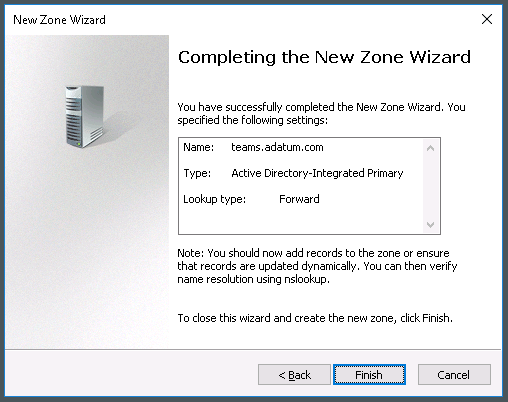 New Zone Wizard
Completing the New Zone Wizard
You have successfully completed the New Zone Wizard. You
specified the following settings:
Name: teams.adatum.com
Type: Active Directory-Integrated Primary
Lookup type: Forward
Note: You should now add records to the zone or ensure
that records are updated dynamically. You can then verify
name resolution using nslookup.
To close this wizard and create the new zone, click Finish.
< Back Finish Cancel